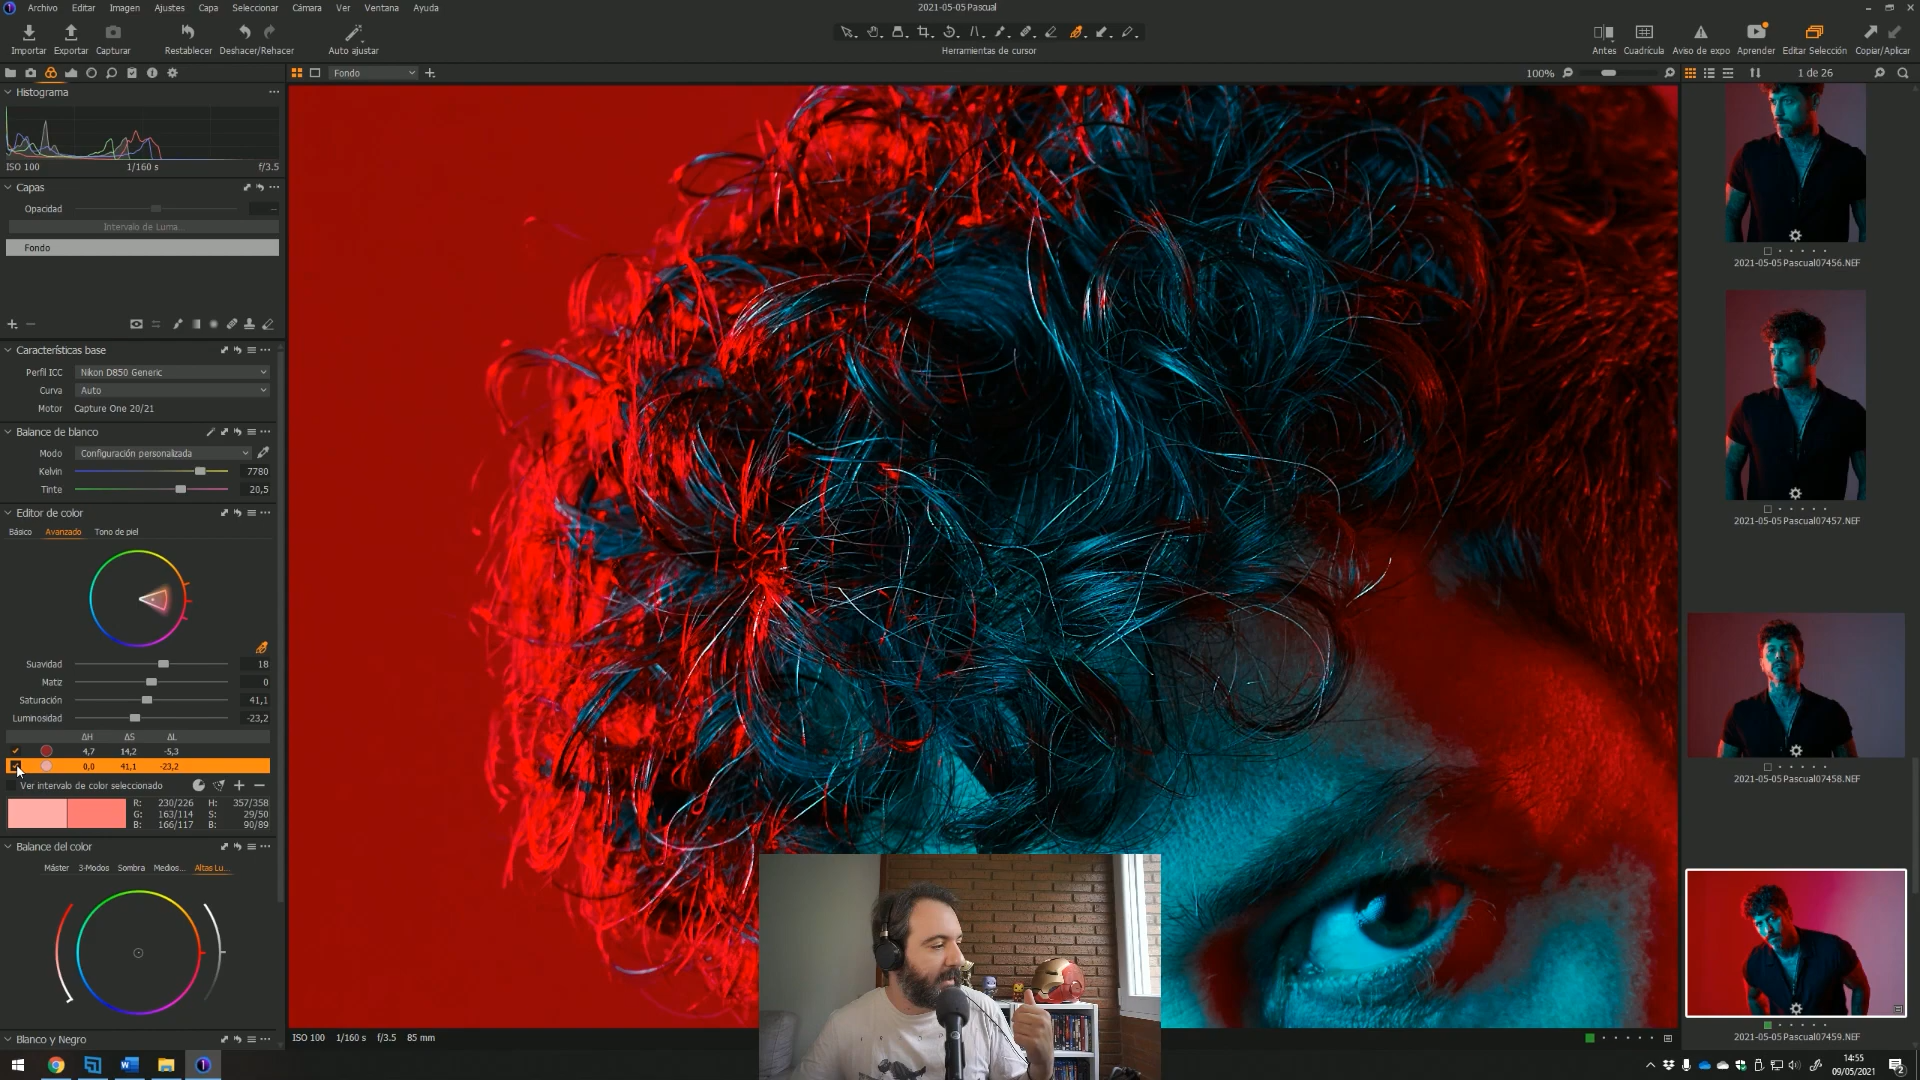 Archivo Editar Imagen Ajustes Capa Seleccionar Cámara Ver Ventana Ayuda
2021-05-05 Pascual
Importar Exportar Capturar Restablecer Deshacer/Rehacer Auto ajustar
Herramientas de cursor
Antes Cuadrícula Aviso de expo Aprender Editar Selección Copiar/Aplicar
Fondo
100%
1 de 26
Histograma
ISO 100 1/160 s f/3.5
Capas
Opacidad --
Intervalo de Luma...
Fondo
Características base
Perfil ICC Nikon D850 Generic
Curva Auto
Motor Capture One 20/21
Balance de blanco
Modo Configuración personalizada
Kelvin 7780
Tinte 20,5
Editor de color
Básico Avanzado Tono de piel
Suavidad 18
Matiz 0
Saturación 41,1
Luminosidad -23,2
ΔH ΔS ΔL
4,7 14,2 -5,3
0,0 41,1 -23,2
Ver intervalo de color seleccionado
R: 230/226 H: 357/358
G: 163/114 S: 29/50
B: 166/117 B: 90/89
Balance del color
Máster 3-Modos Sombra Medios... Altas Lu...
Blanco y Negro
ISO 100 1/160 s f/3.5 85 mm
2021-05-05 Pascual07456.NEF
2021-05-05 Pascual07457.NEF
2021-05-05 Pascual07458.NEF
2021-05-05 Pascual07459.NEF
14:55
09/05/2021
2